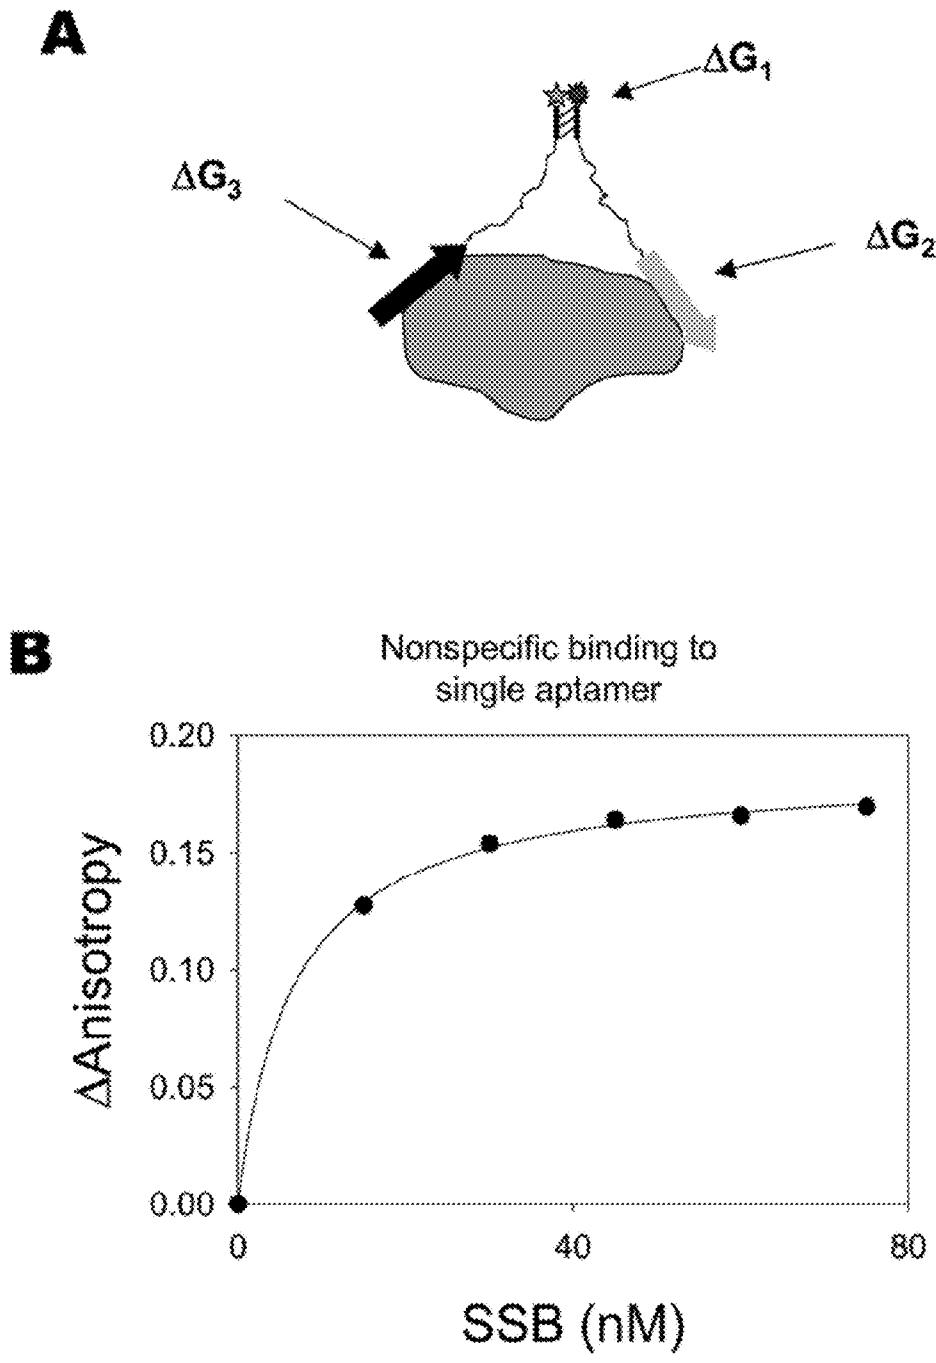 A
ΔG1
ΔG3
ΔG2
B
Nonspecific binding to
single aptamer
0.20
0.15
0.10
0.05
0.00
ΔAnisotropy
0
40
80
SSB (nM)